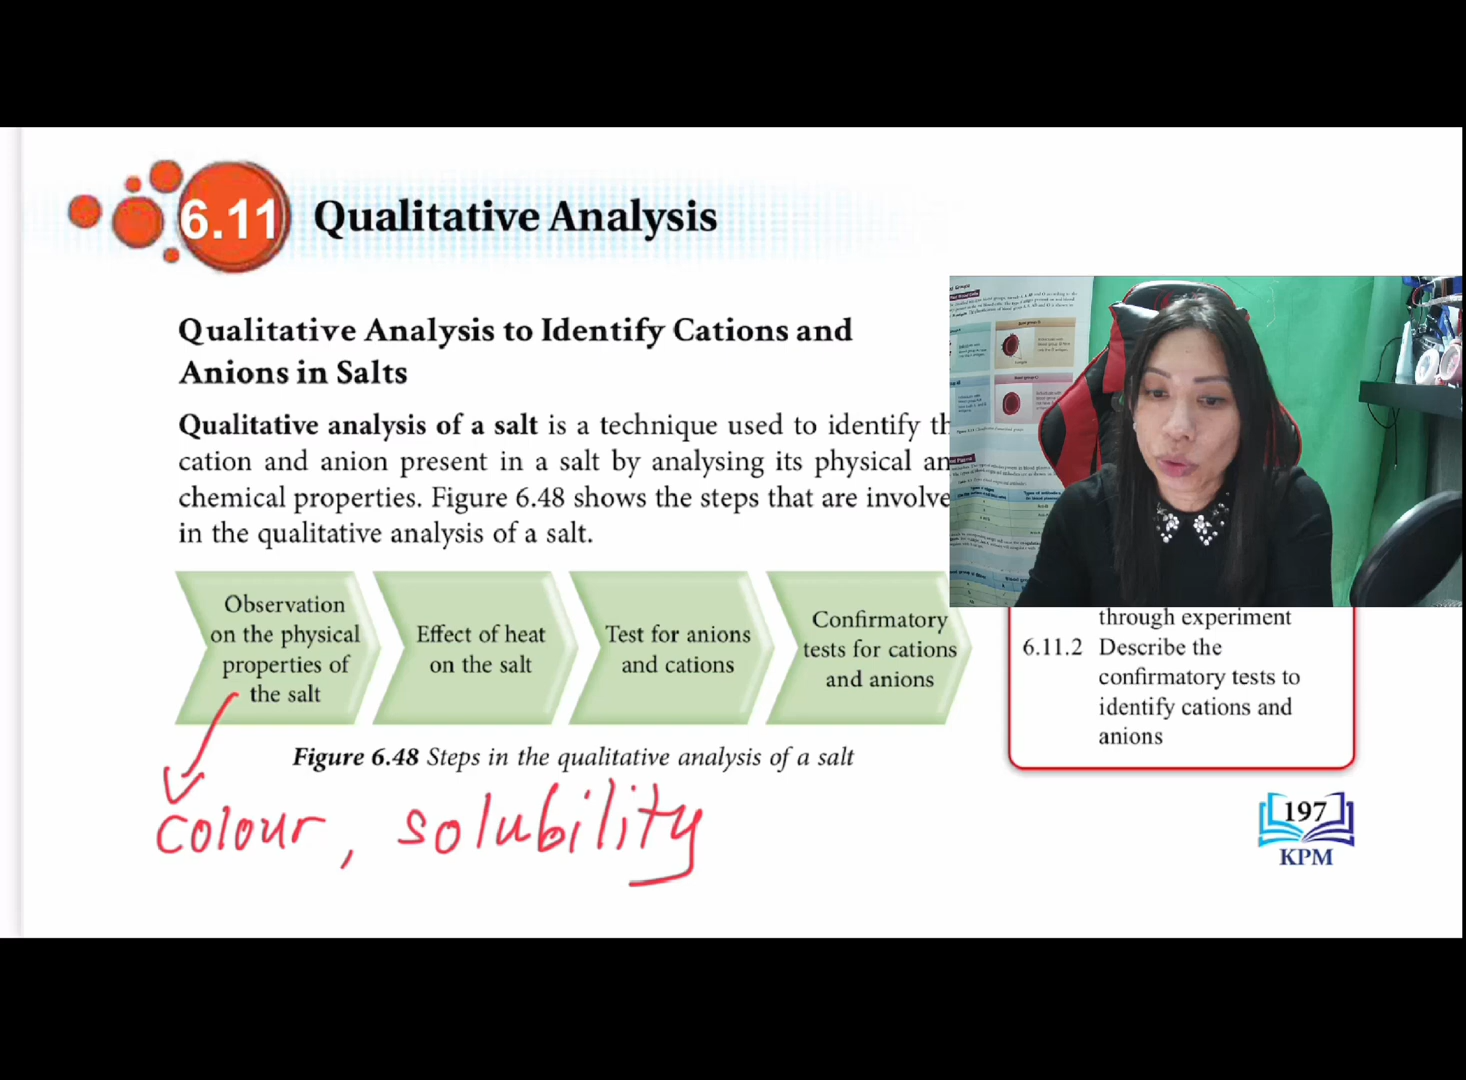 6.11 Qualitative Analysis
Qualitative Analysis to Identify Cations and
Anions in Salts
Qualitative analysis of a salt is a technique used to identify th
cation and anion present in a salt by analysing its physical an
chemical properties. Figure 6.48 shows the steps that are involve
in the qualitative analysis of a salt.
Observation
on the physical
properties of
the salt
Effect of heat
on the salt
Test for anions
and cations
Confirmatory
tests for cations
and anions
Figure 6.48 Steps in the qualitative analysis of a salt
colour, solubility
through experiment
6.11.2 Describe the
confirmatory tests to
identify cations and
anions
197
KPM